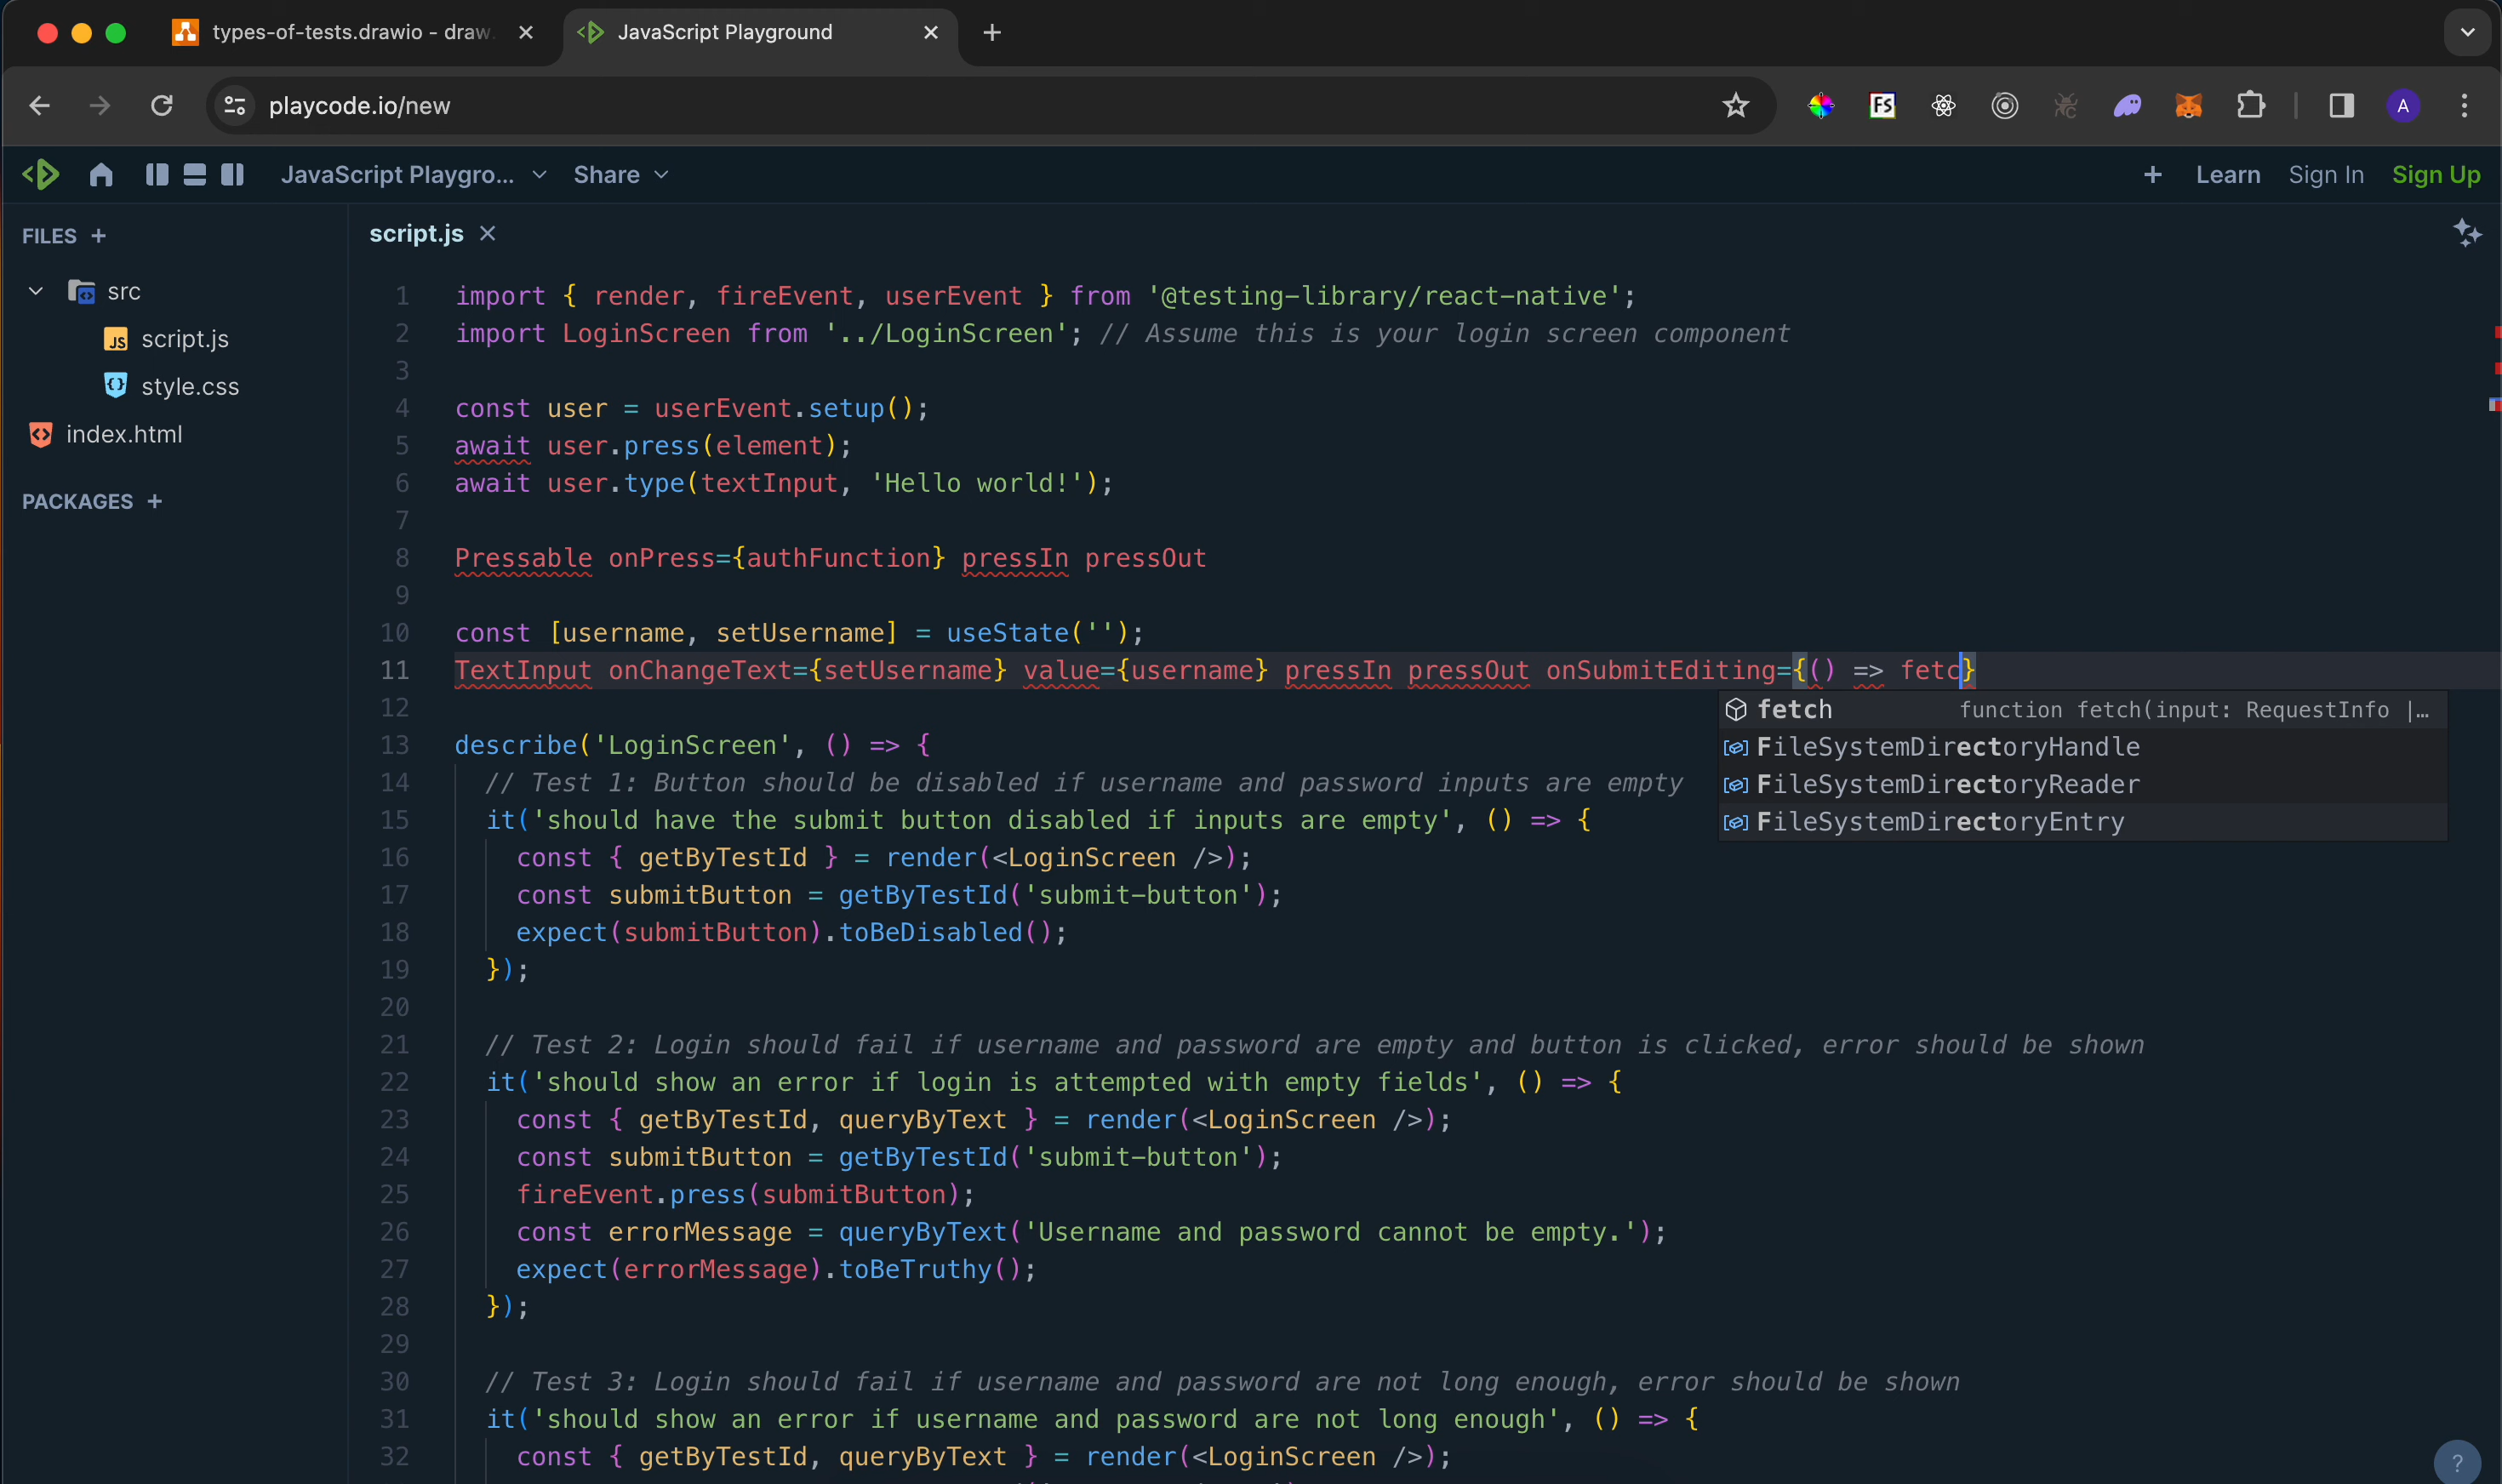 types-of-tests.drawio - draw.
JavaScript Playground
playcode.io/new
FS
A
JavaScript Playgro...
Share
Learn
Sign In
Sign Up
FILES +
src
JS script.js
style.css
index.html
PACKAGES +
script.js
1 import { render, fireEvent, userEvent } from '@testing-library/react-native';
2 import LoginScreen from '../LoginScreen'; // Assume this is your login screen component
3
4 const user = userEvent.setup();
5 await user.press(element);
6 await user.type(textInput, 'Hello world!');
7
8 Pressable onPress={authFunction} pressIn pressOut
9
10 const [username, setUsername] = useState('');
11 TextInput onChangeText={setUsername} value={username} pressIn pressOut onSubmitEditing={() => fetc}
fetch function fetch(input: RequestInfo |…
FileSystemDirectoryHandle
FileSystemDirectoryReader
FileSystemDirectoryEntry
12
13 describe('LoginScreen', () => {
14 // Test 1: Button should be disabled if username and password inputs are empty
15 it('should have the submit button disabled if inputs are empty', () => {
16 const { getByTestId } = render(<LoginScreen />);
17 const submitButton = getByTestId('submit-button');
18 expect(submitButton).toBeDisabled();
19 });
20
21 // Test 2: Login should fail if username and password are empty and button is clicked, error should be shown
22 it('should show an error if login is attempted with empty fields', () => {
23 const { getByTestId, queryByText } = render(<LoginScreen />);
24 const submitButton = getByTestId('submit-button');
25 fireEvent.press(submitButton);
26 const errorMessage = queryByText('Username and password cannot be empty.');
27 expect(errorMessage).toBeTruthy();
28 });
29
30 // Test 3: Login should fail if username and password are not long enough, error should be shown
31 it('should show an error if username and password are not long enough', () => {
32 const { getByTestId, queryByText } = render(<LoginScreen />);
?